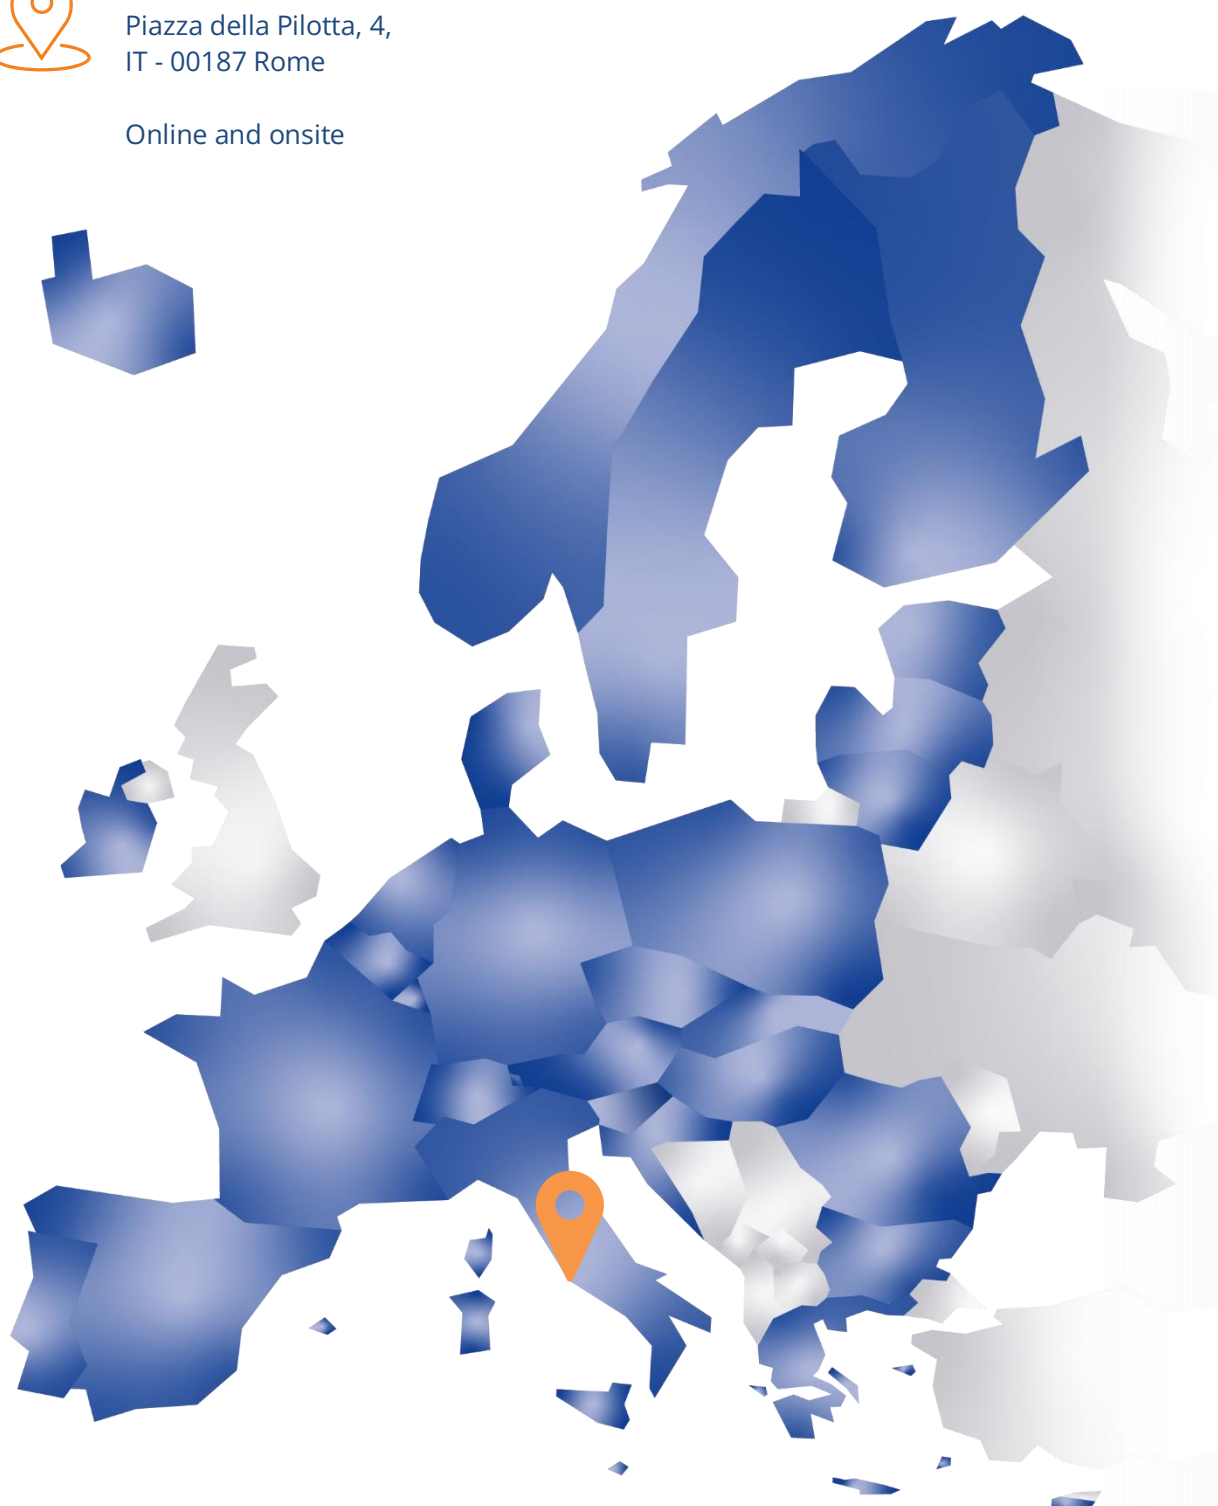 Piazza della Pilotta, 4,
IT - 00187 Rome
Online and onsite